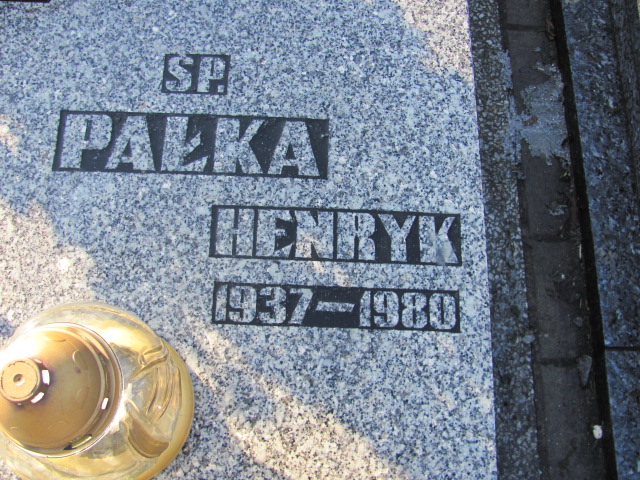 SP.
PAŁKA
HENRYK
1937-1980